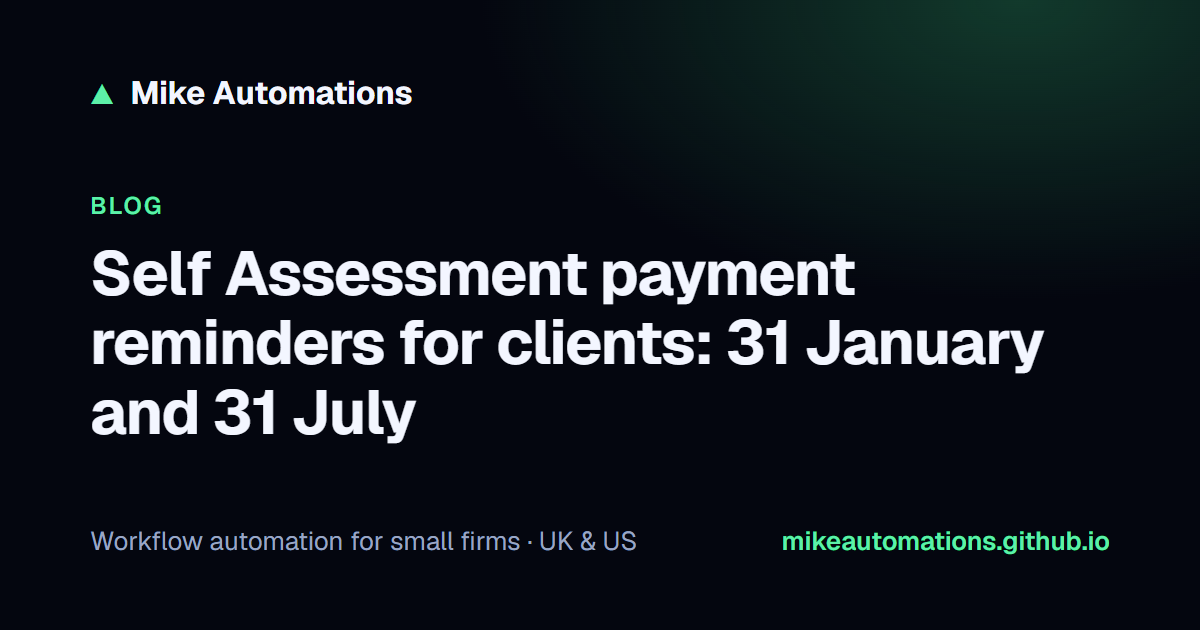 Mike Automations
BLOG
Self Assessment payment
reminders for clients: 31 January
and 31 July
Workflow automation for small firms · UK & US
mikeautomations.github.io